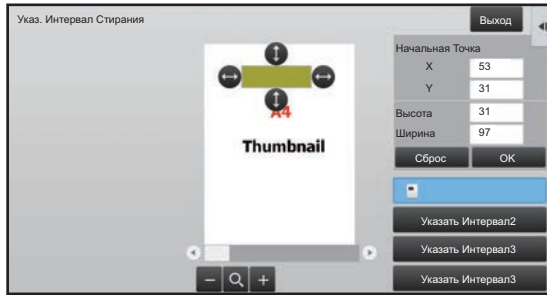 Указ. Интервал Стирания
Выход
Начальная Точка
X 53
Y 31
Высота 31
Ширина 97
Сброс OK
A4
Thumbnail
Указать Интервал2
Указать Интервал3
Указать Интервал3